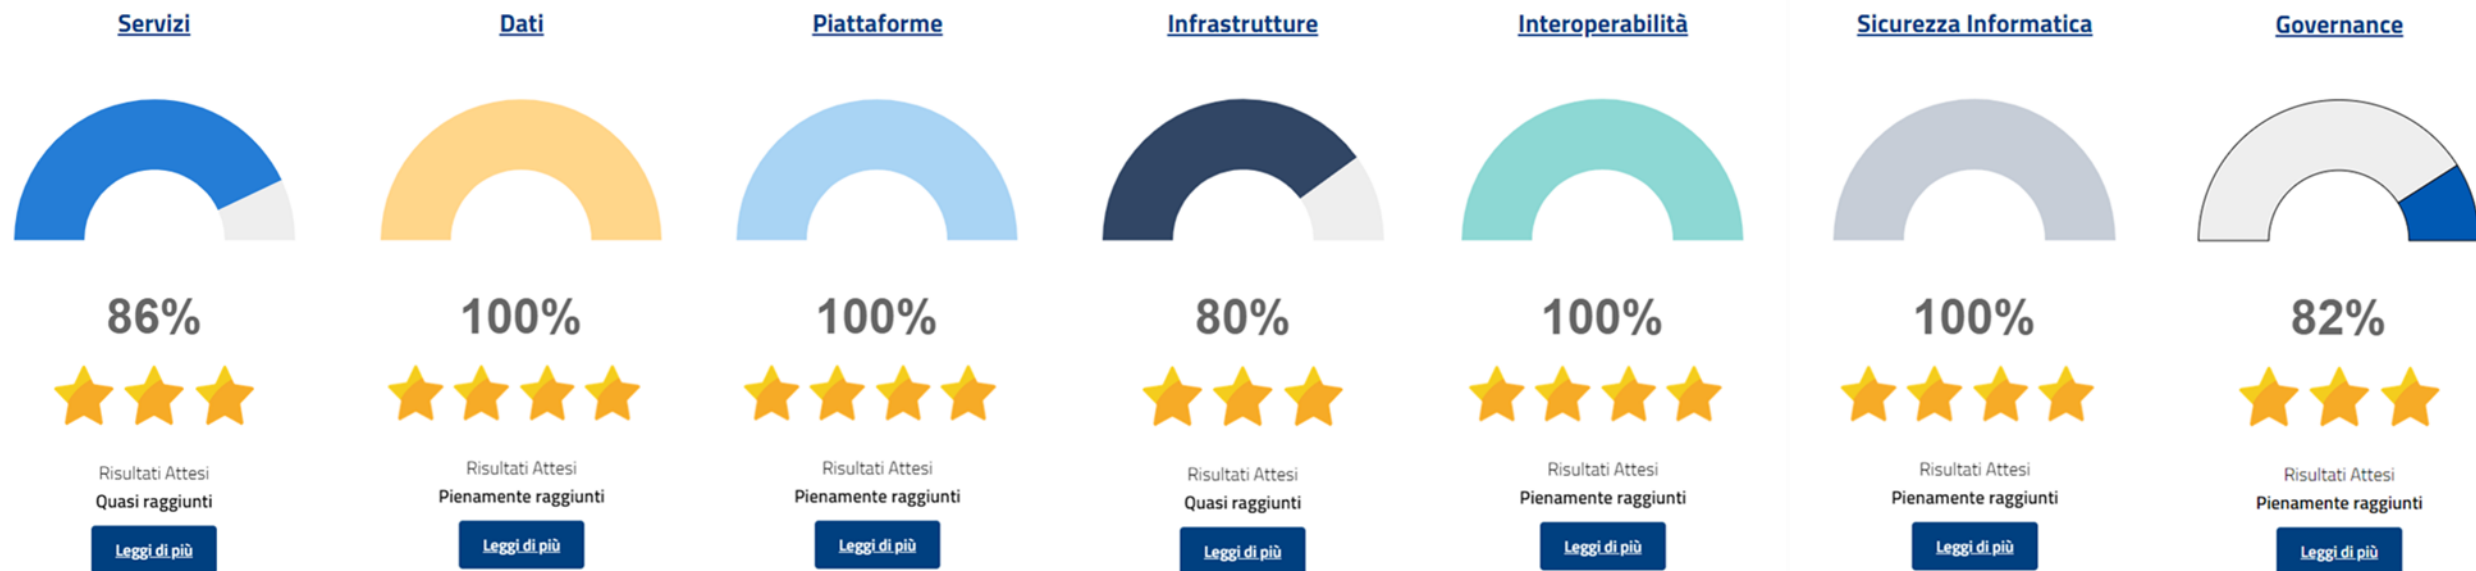 Servizi
86%
Risultati Attesi
Quasi raggiunti
Leggi di più
Dati
100%
Risultati Attesi
Pienamente raggiunti
Leggi di più
Piattaforme
100%
Risultati Attesi
Pienamente raggiunti
Leggi di più
Infrastrutture
80%
Risultati Attesi
Quasi raggiunti
Leggi di più
Interoperabilità
100%
Risultati Attesi
Pienamente raggiunti
Leggi di più
Sicurezza Informatica
100%
Risultati Attesi
Pienamente raggiunti
Leggi di più
Governance
82%
Risultati Attesi
Pienamente raggiunti
Leggi di più